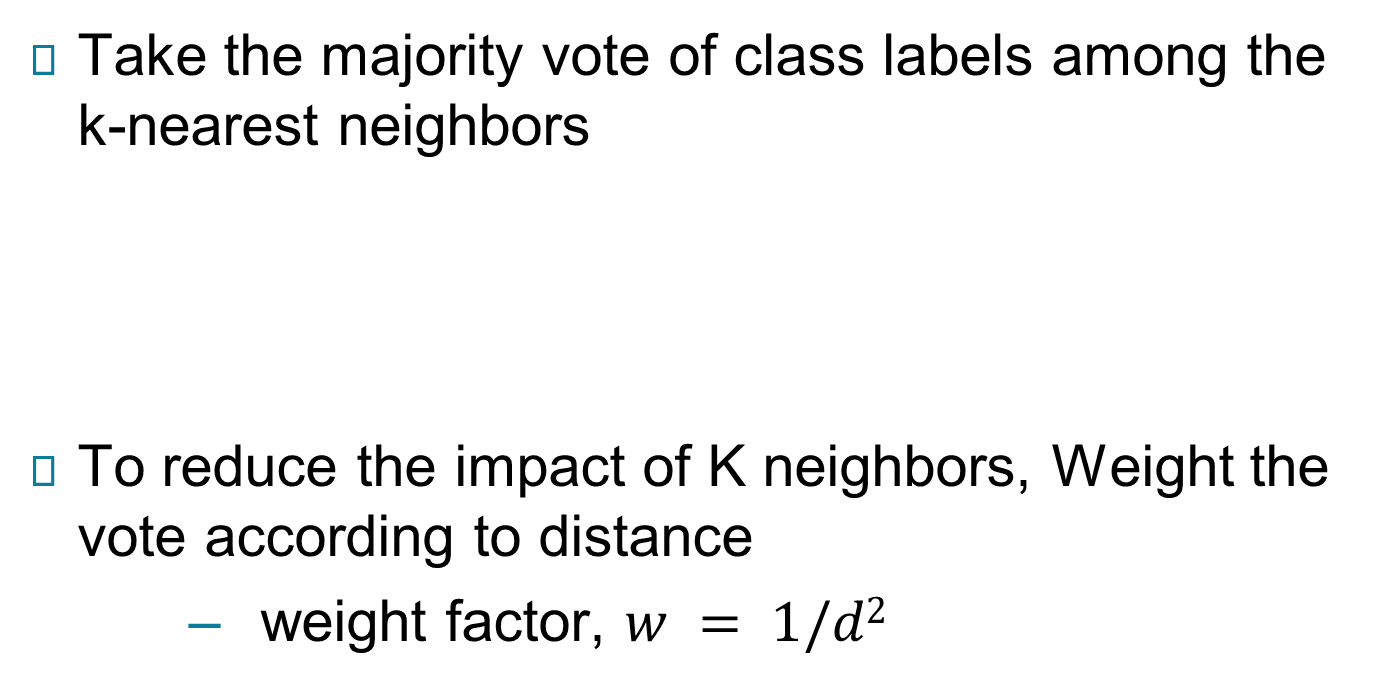 ▯ Take the majority vote of class labels among the
k-nearest neighbors
▯ To reduce the impact of K neighbors, Weight the
vote according to distance
– weight factor, w = 1/d²